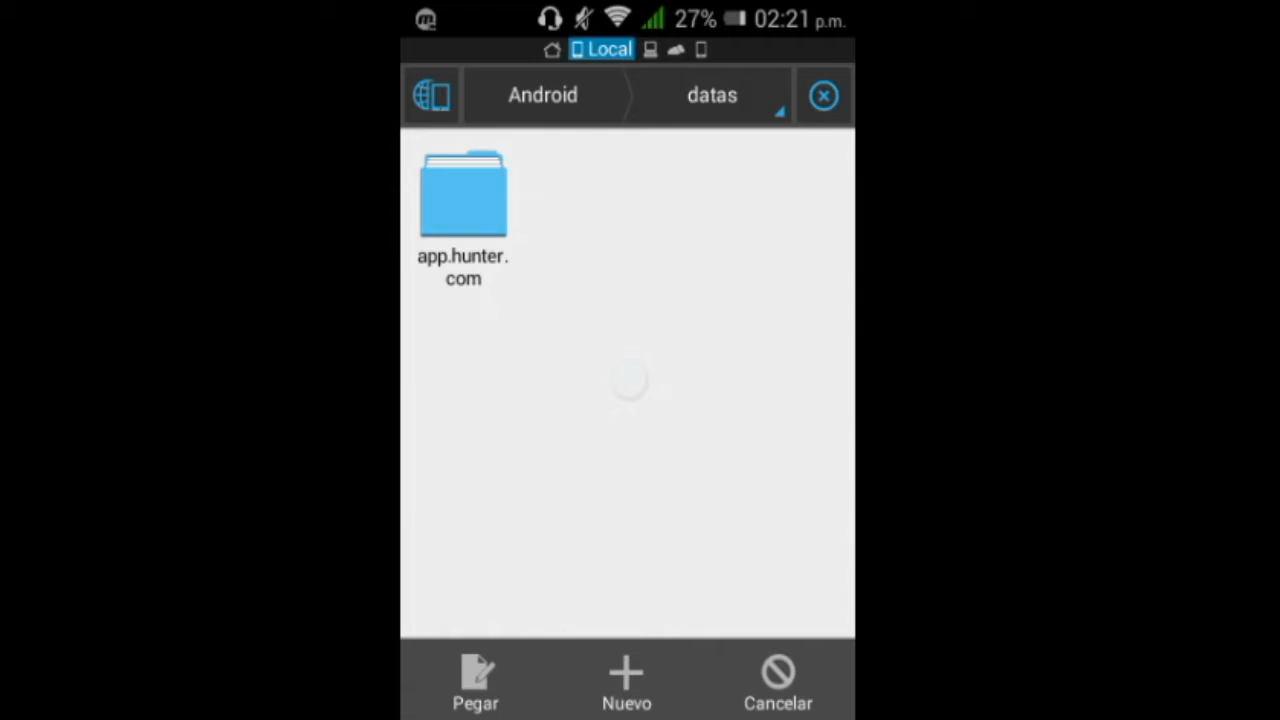 27% 02:21 p.m.
Local
Android datas
app.hunter.
com
Pegar Nuevo Cancelar